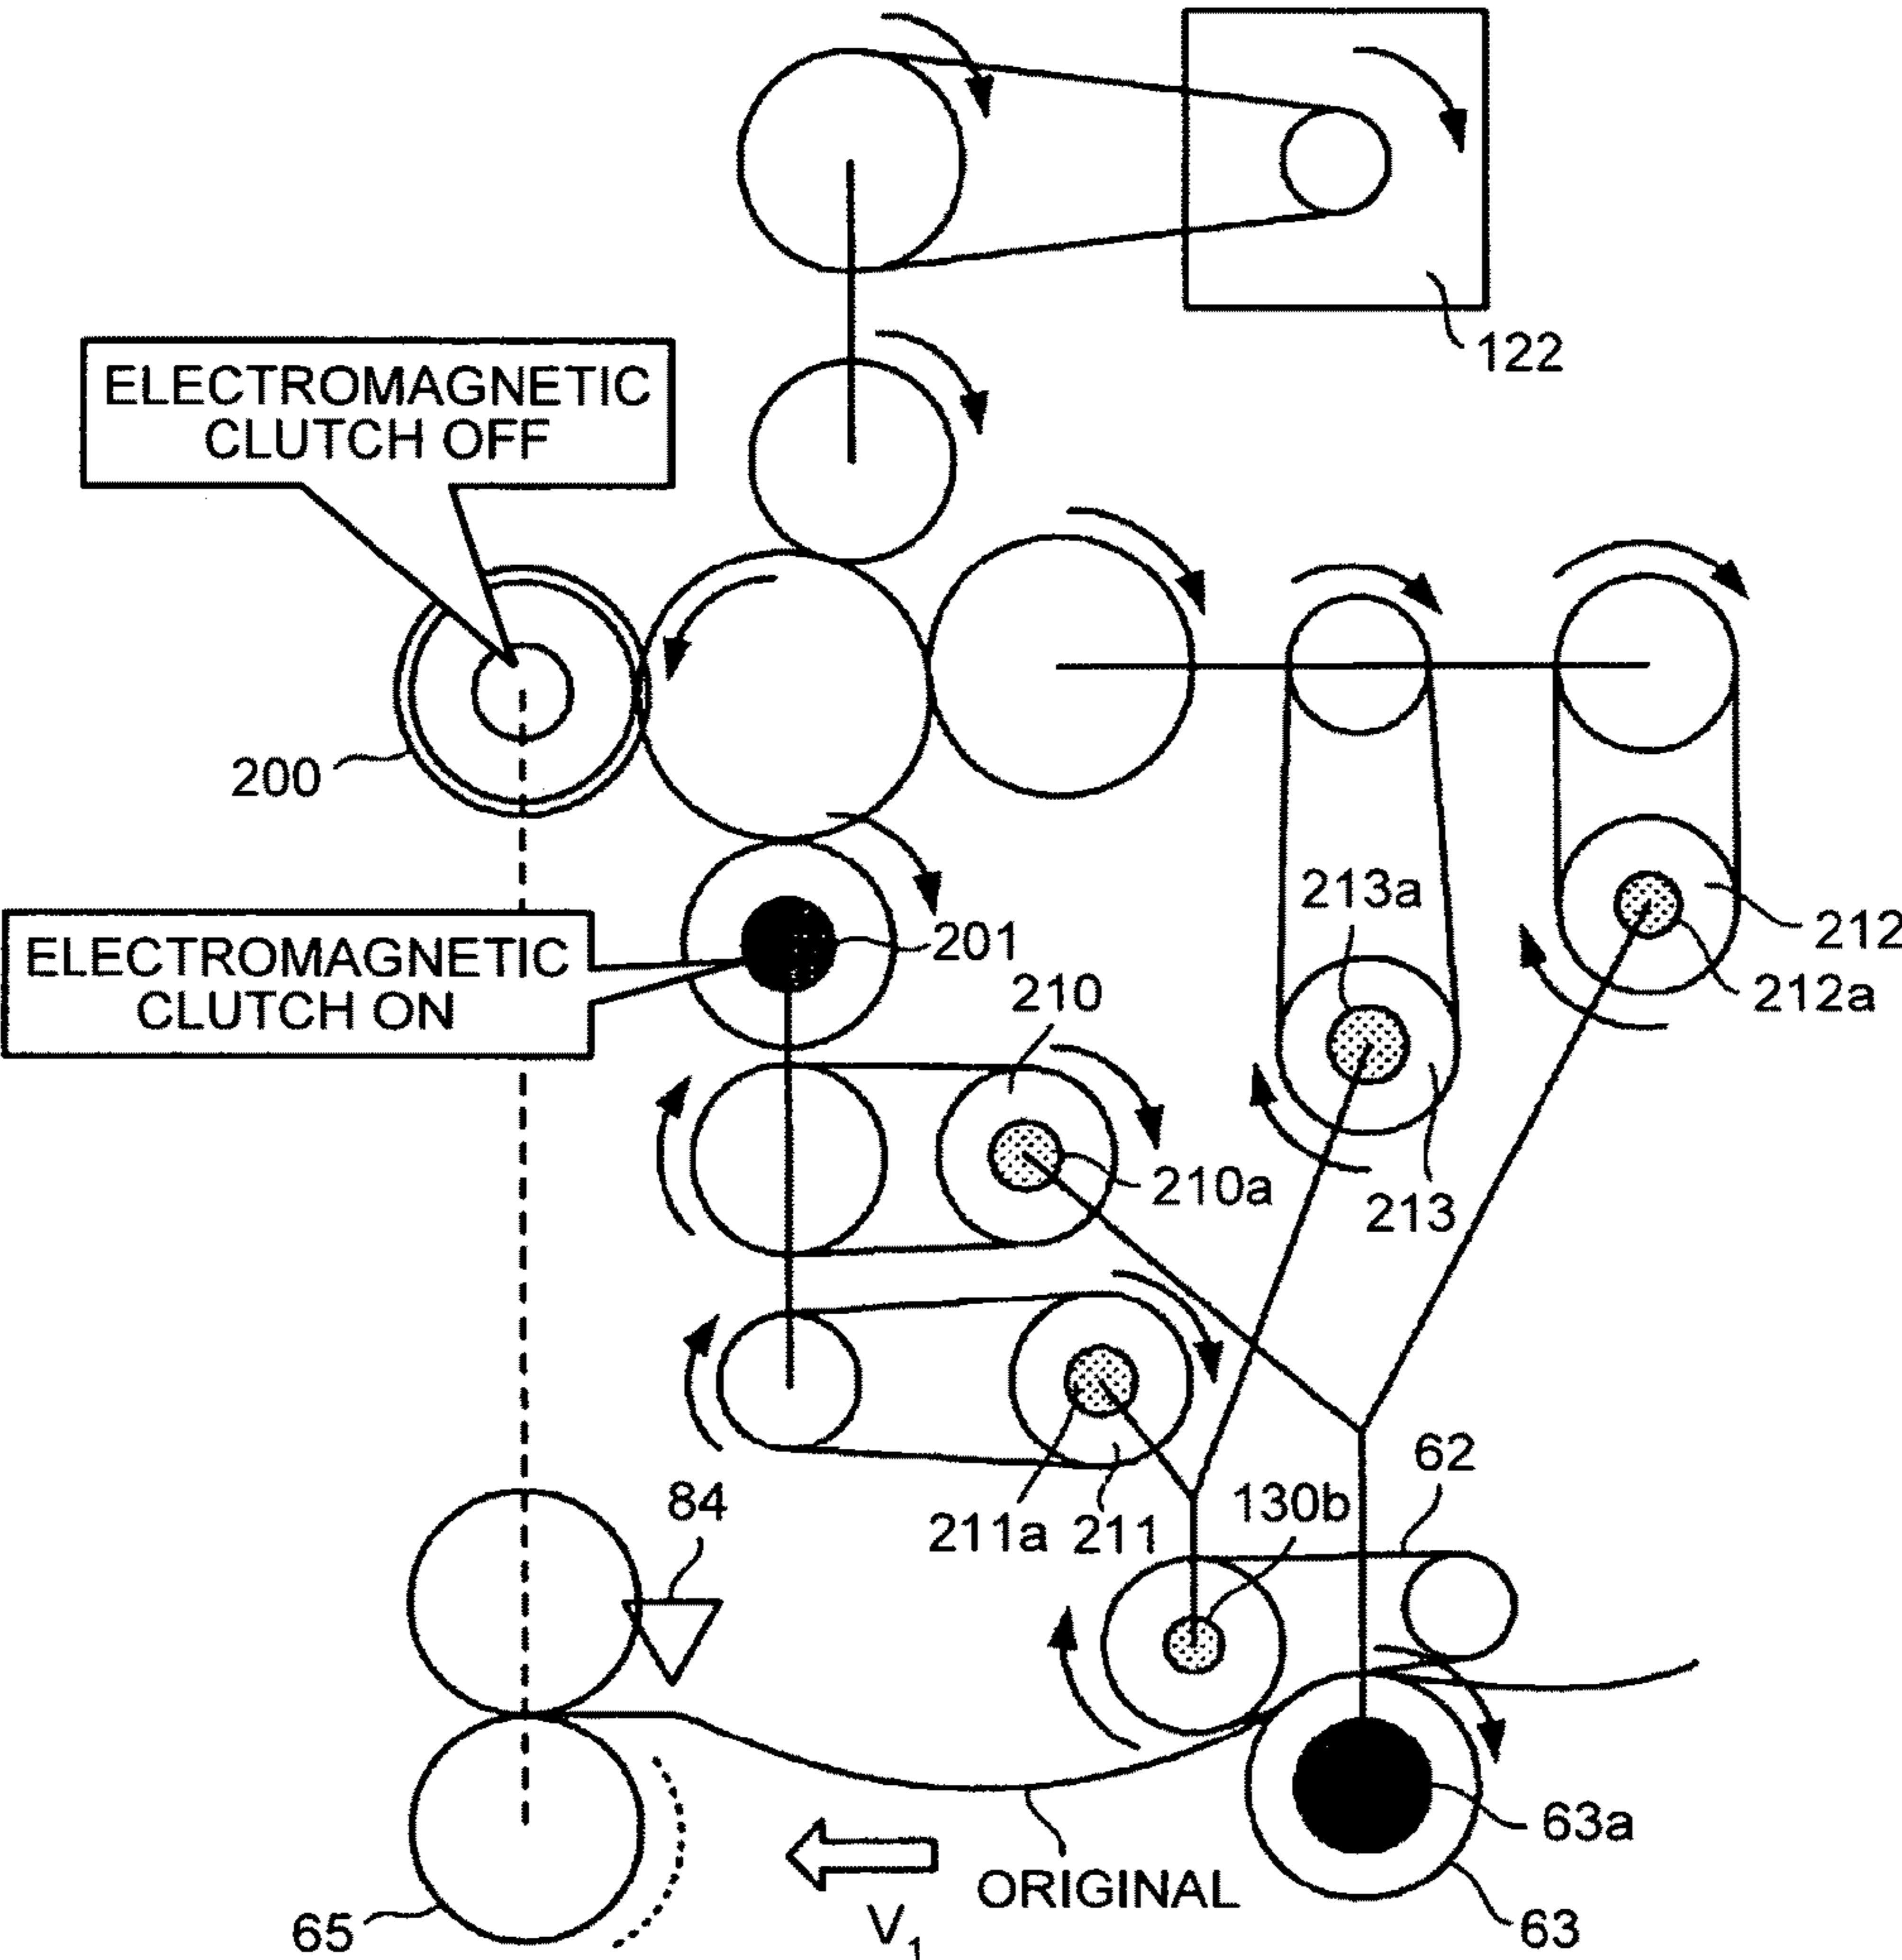 122
ELECTROMAGNETIC
CLUTCH OFF
200
213a
212
ELECTROMAGNETIC
CLUTCH ON
201
210
212a
210a
213
62
84
130b
211a
211
63a
ORIGINAL
65
V1
63